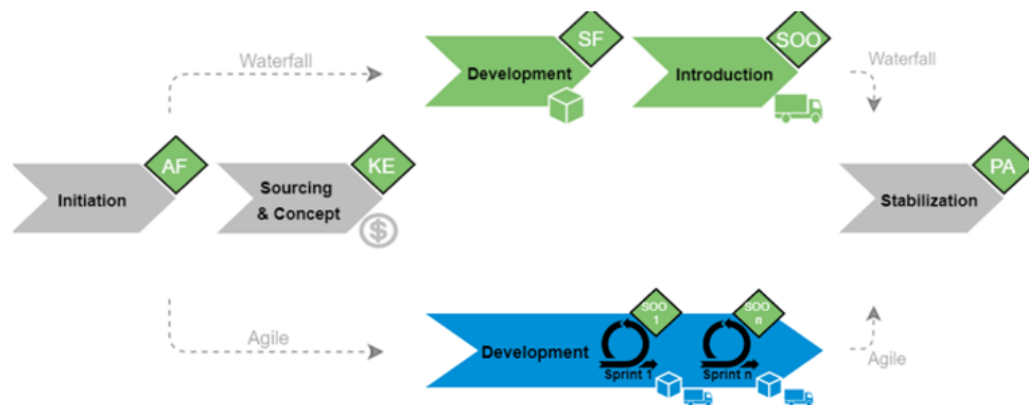 Waterfall
SF
Development
SOO
Introduction
Waterfall
AF
Initiation
KE
Sourcing
& Concept
$
PA
Stabilization
Agile
Development
SOO
1
Sprint 1
SOO
n
Sprint n
Agile